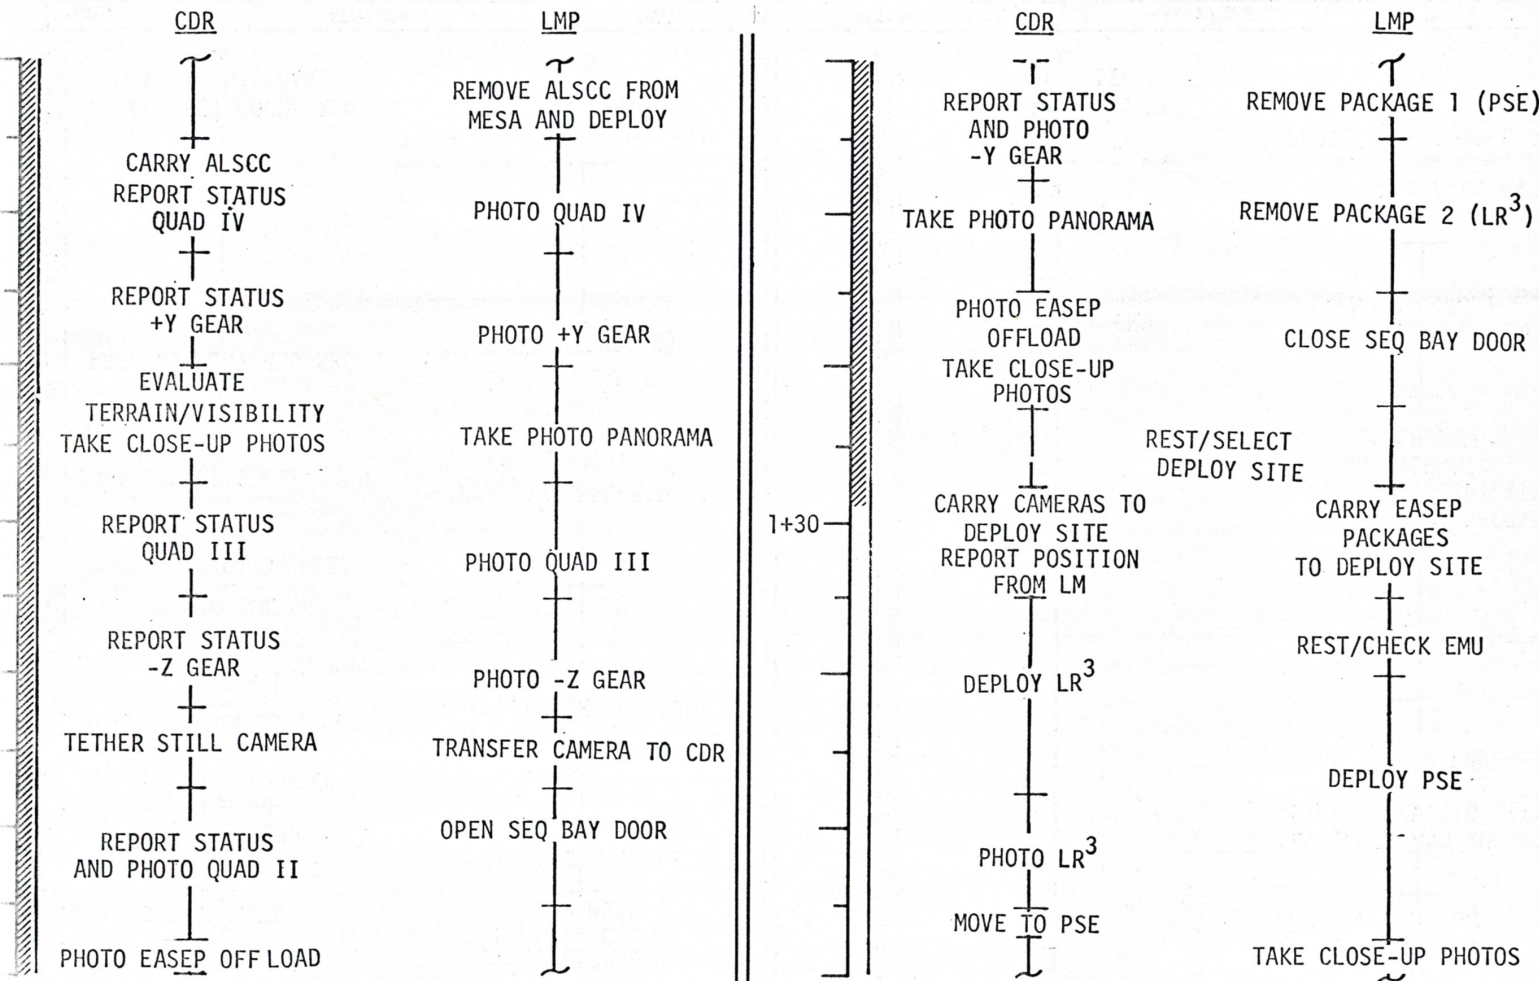 CDR
REMOVE ALSCC FROM
MESA AND DEPLOY
LMP
CARRY ALSCC
REPORT STATUS
QUAD IV
PHOTO QUAD IV
REPORT STATUS
+Y GEAR
PHOTO +Y GEAR
EVALUATE
TERRAIN/VISIBILITY
TAKE CLOSE-UP PHOTOS
TAKE PHOTO PANORAMA
REPORT STATUS
QUAD III
PHOTO QUAD III
REPORT STATUS
-Z GEAR
PHOTO -Z GEAR
TETHER STILL CAMERA
TRANSFER CAMERA TO CDR
REPORT STATUS
AND PHOTO QUAD II
OPEN SEQ BAY DOOR
PHOTO EASEP OFF LOAD
CDR
LMP
REPORT STATUS
AND PHOTO
-Y GEAR
REMOVE PACKAGE 1 (PSE)
TAKE PHOTO PANORAMA
REMOVE PACKAGE 2 (LR³)
PHOTO EASEP
OFFLOAD
TAKE CLOSE-UP
PHOTOS
CLOSE SEQ BAY DOOR
REST/SELECT
DEPLOY SITE
1+30
CARRY CAMERAS TO
DEPLOY SITE
REPORT POSITION
FROM LM
CARRY EASEP
PACKAGES
TO DEPLOY SITE
REST/CHECK EMU
DEPLOY LR³
DEPLOY PSE
PHOTO LR³
MOVE TO PSE
TAKE CLOSE-UP PHOTOS